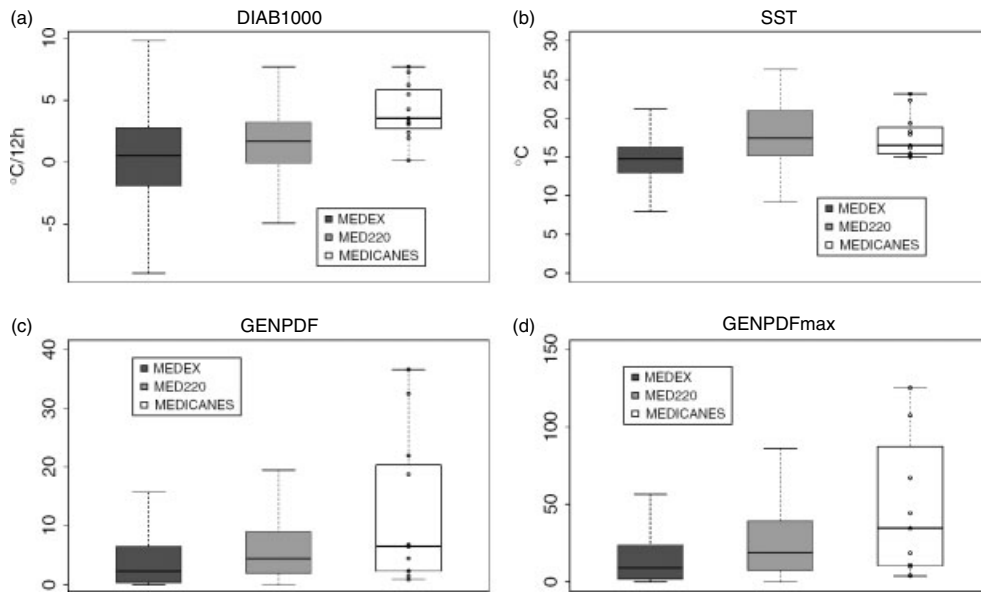 (a) DIAB1000
10
5
0
-5
°C/12h
MEDEX
MED220
MEDICANES
(b) SST
30
25
20
15
10
5
0
°C
MEDEX
MED220
MEDICANES
(c) GENPDF
40
30
20
10
0
MEDEX
MED220
MEDICANES
(d) GENPDFmax
150
100
50
0
MEDEX
MED220
MEDICANES